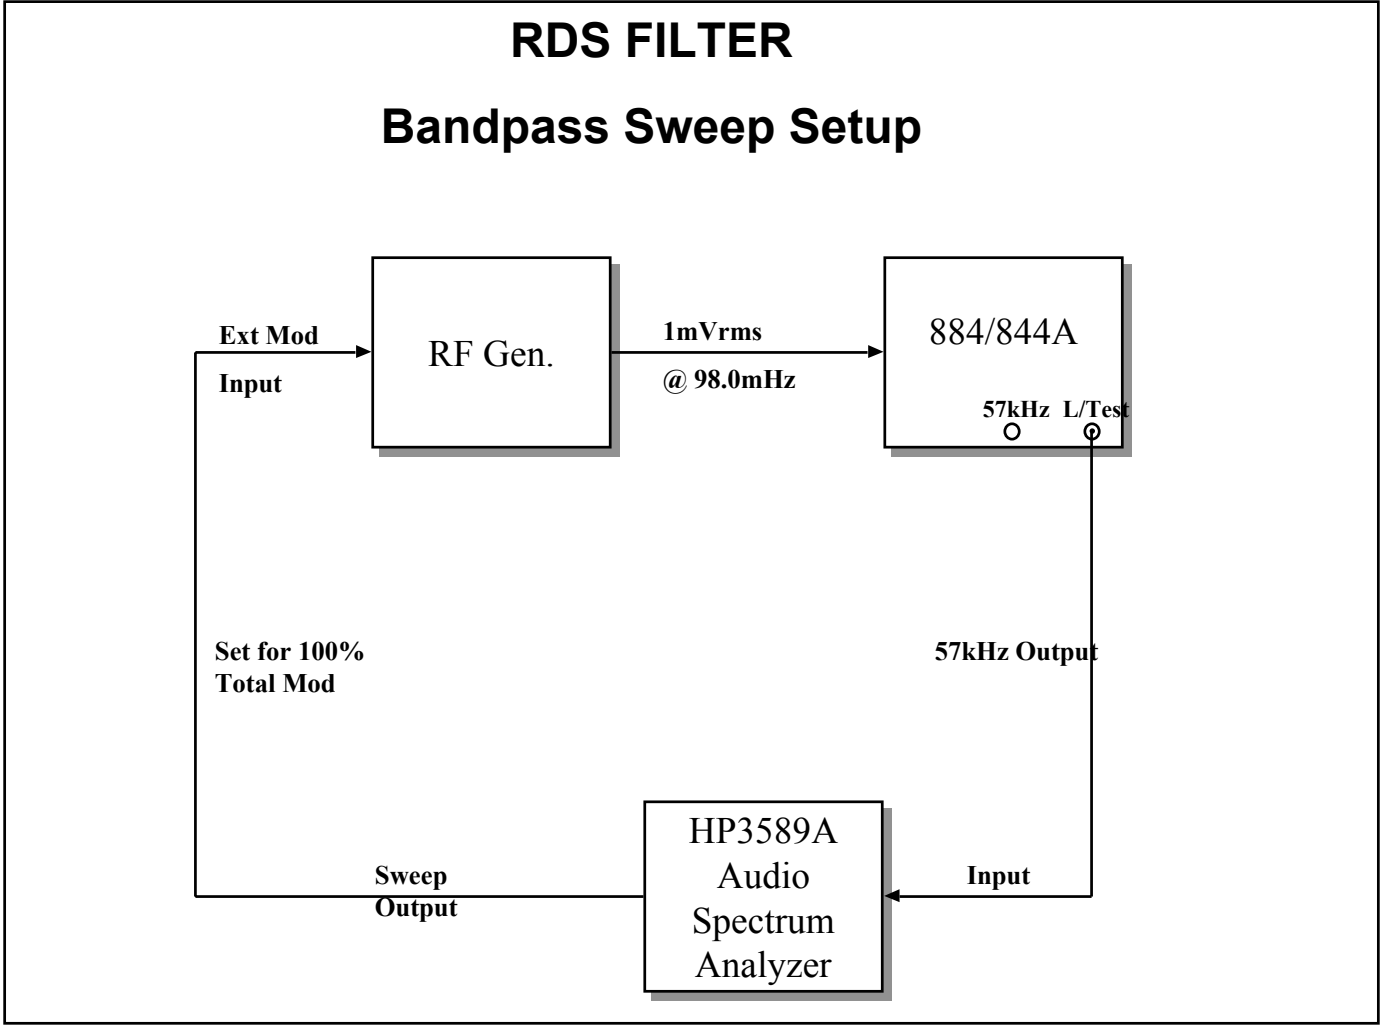 RDS FILTER
Bandpass Sweep Setup
Ext Mod
Input
RF Gen.
1mVrms
@ 98.0mHz
884/844A
57kHz L/Test
Set for 100%
Total Mod
57kHz Output
Sweep
Output
HP3589A
Audio
Spectrum
Analyzer
Input